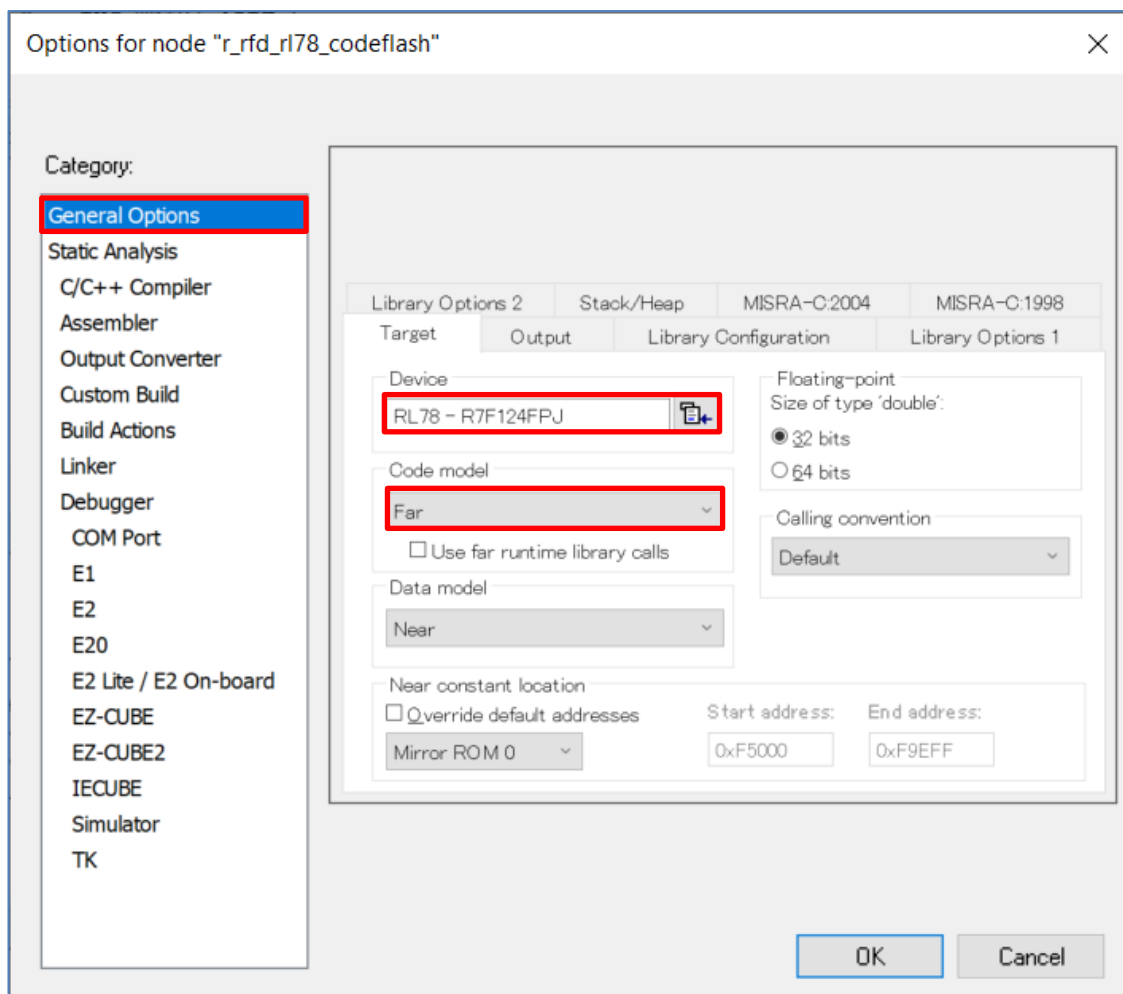 Options for node "r_rfd_rl78_codeflash"
Category:
General Options
Static Analysis
C/C++ Compiler
Assembler
Output Converter
Custom Build
Build Actions
Linker
Debugger
COM Port
E1
E2
E20
E2 Lite / E2 On-board
EZ-CUBE
EZ-CUBE2
IECUBE
Simulator
TK
Library Options 2 Stack/Heap MISRA-C:2004 MISRA-C:1998
Target Output Library Configuration Library Options 1
Device
RL78 - R7F124FPJ
Code model
Far
Use far runtime library calls
Data model
Near
Floating-point
Size of type 'double':
32 bits
64 bits
Calling convention
Default
Near constant location
Override default addresses
Mirror ROM 0
Start address: End address:
0xF5000 0xF9EFF
OK Cancel